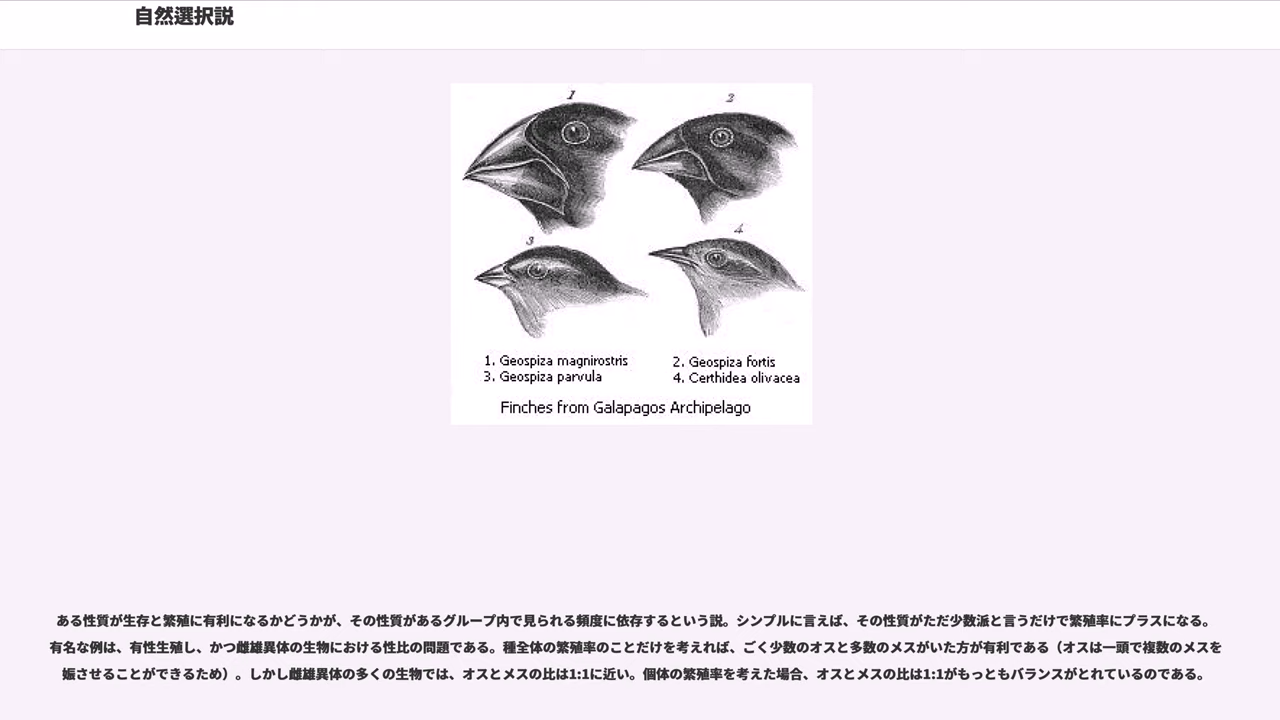 自然選択説
1
2
3
4
1. Geospiza magnirostris
2. Geospiza fortis
3. Geospiza parvula
4. Certhidea olivacea
Finches from Galapagos Archipelago
ある性質が生存と繁殖に有利になるかどうかが、その性質があるグループ内で見られる頻度に依存するという説。シンプルに言えば、その性質がただ少数派と言うだけで繁殖率にプラスになる。
有名な例は、有性生殖し、かつ雌雄異体の生物における性比の問題である。種全体の繁殖率のことだけを考えれば、ごく少数のオスと多数のメスがいた方が有利である（オスは一頭で複数のメスを
娠させることができるため）。しかし雌雄異体の多くの生物では、オスとメスの比は1:1に近い。個体の繁殖率を考えた場合、オスとメスの比は1:1がもっともバランスがとれているのである。